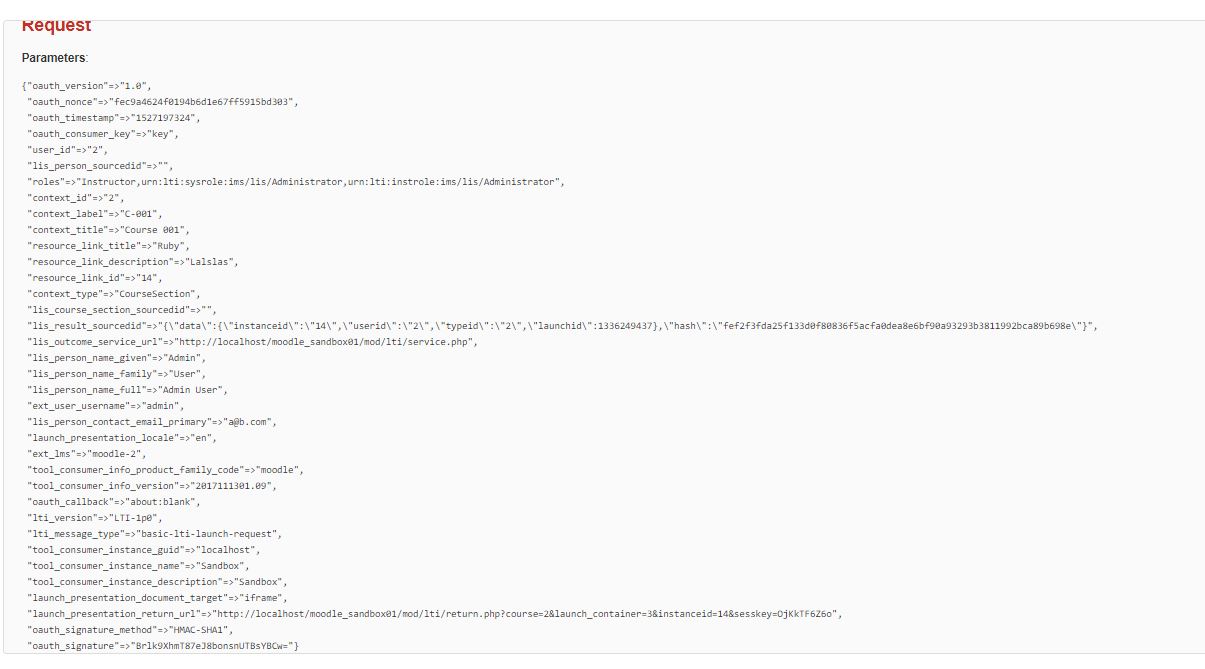 Request
Parameters:
{"oauth_version"=>"1.0",
"oauth_nonce"=>"fec9a4624f0194b6d1e67ff5915bd303",
"oauth_timestamp"=>"1527197324",
"oauth_consumer_key"=>"key",
"user_id"=>"2",
"lis_person_sourcedid"=>"",
"roles"=>"Instructor,urn:lti:sysrole:ims/lis/Administrator,urn:lti:instrole:ims/lis/Administrator",
"context_id"=>"2",
"context_label"=>"C-001",
"context_title"=>"Course 001",
"resource_link_title"=>"Ruby",
"resource_link_description"=>"Lalslas",
"resource_link_id"=>"14",
"context_type"=>"CourseSection",
"lis_course_section_sourcedid"=>"",
"lis_result_sourcedid"=>"{\"data\":{\"instanceid\":\"14\",\"userid\":\"2\",\"typeid\":\"2\",\"launchid\":1336249437},\"hash\":\"fef2f3fda25f133d0f80836f5acfa0dea8e6bf90a93293b3811992bca89b698e\"}",
"lis_outcome_service_url"=>"http://localhost/moodle_sandbox01/mod/lti/service.php",
"lis_person_name_given"=>"Admin",
"lis_person_name_family"=>"User",
"lis_person_name_full"=>"Admin User",
"ext_user_username"=>"admin",
"lis_person_contact_email_primary"=>"a@b.com",
"launch_presentation_locale"=>"en",
"ext_lms"=>"moodle-2",
"tool_consumer_info_product_family_code"=>"moodle",
"tool_consumer_info_version"=>"2017111301.09",
"oauth_callback"=>"about:blank",
"lti_version"=>"LTI-1p0",
"lti_message_type"=>"basic-lti-launch-request",
"tool_consumer_instance_guid"=>"localhost",
"tool_consumer_instance_name"=>"Sandbox",
"tool_consumer_instance_description"=>"Sandbox",
"launch_presentation_document_target"=>"iframe",
"launch_presentation_return_url"=>"http://localhost/moodle_sandbox01/mod/lti/return.php?course=2&launch_container=3&instanceid=14&sesskey=OjKkTF6Z6o",
"oauth_signature_method"=>"HMAC-SHA1",
"oauth_signature"=>"Brlk9XhmT87eJ8bonsnUTBsYBCw="}